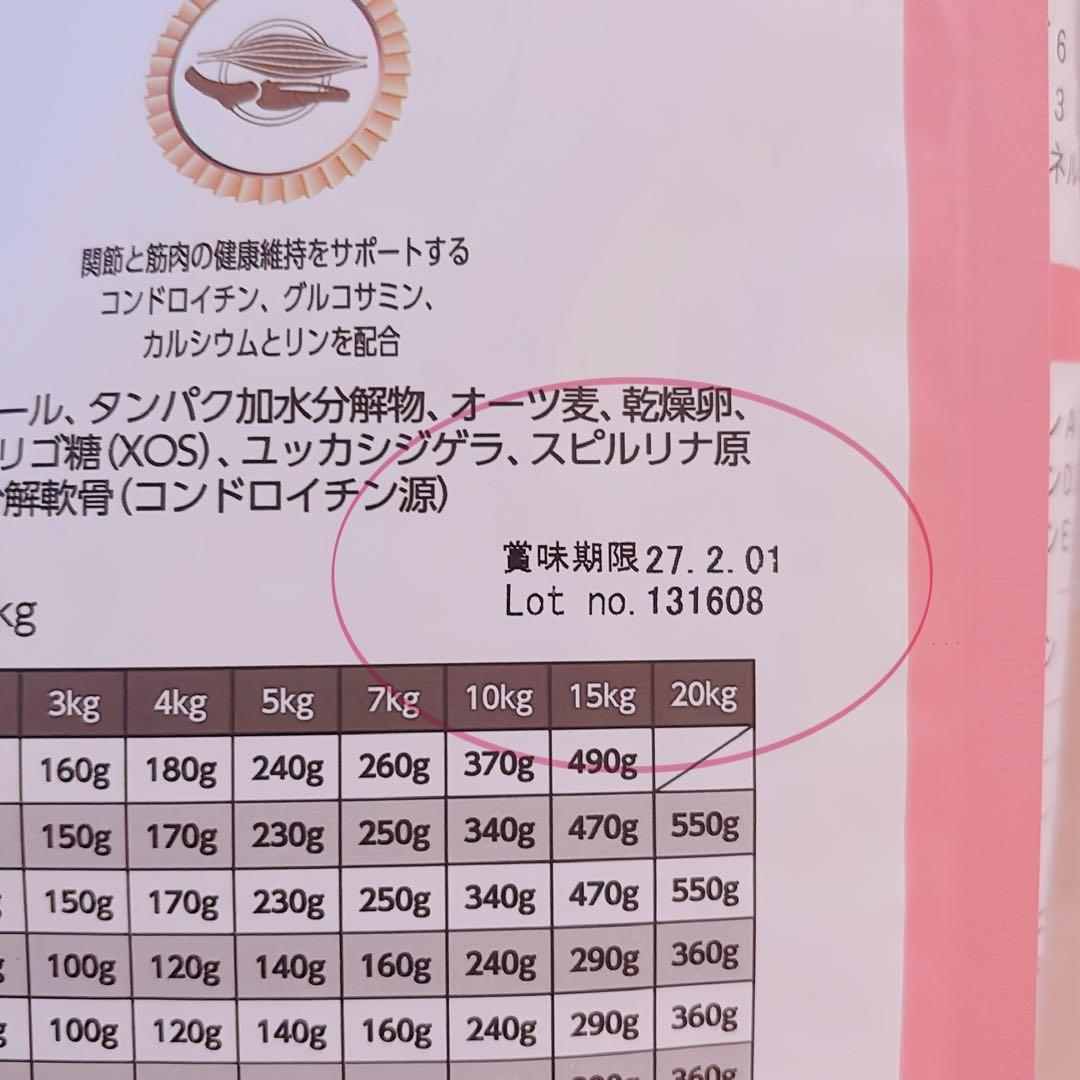 関節と筋肉の健康維持をサポートする
コンドロイチン、グルコサミン、
カルシウムとリンを配合
ール、タンパク加水分解物、オーツ麦、乾燥卵、
リゴ糖(XOS)、ユッカシジゲラ、スピルリナ原
解軟骨(コンドロイチン源)
賞味期限27.2.01
Lot no.131608
kg
3kg 4kg 5kg 7kg 10kg 15kg 20kg
160g 180g 240g 260g 370g 490g
150g 170g 230g 250g 340g 470g 550g
150g 170g 230g 250g 340g 470g 550g
100g 120g 140g 160g 240g 290g 360g
100g 120g 140g 160g 240g 290g 360g
360g
6
3
ネル